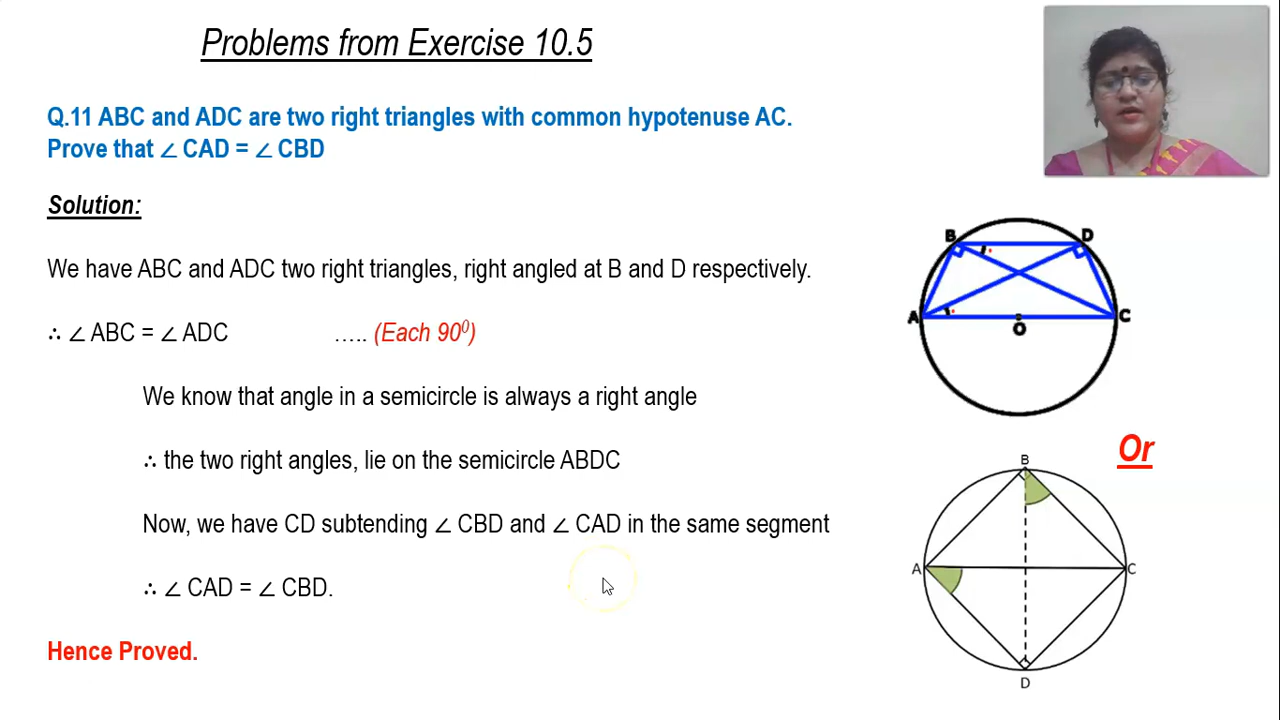 Problems from Exercise 10.5
Q.11 ABC and ADC are two right triangles with common hypotenuse AC.
Prove that ∠ CAD = ∠ CBD
Solution:
We have ABC and ADC two right triangles, right angled at B and D respectively.
∴ ∠ ABC = ∠ ADC ..... (Each 90⁰)
We know that angle in a semicircle is always a right angle
∴ the two right angles, lie on the semicircle ABDC
Now, we have CD subtending ∠ CBD and ∠ CAD in the same segment
∴ ∠ CAD = ∠ CBD.
Hence Proved.
B D
A C
O
Or
B
A C
D